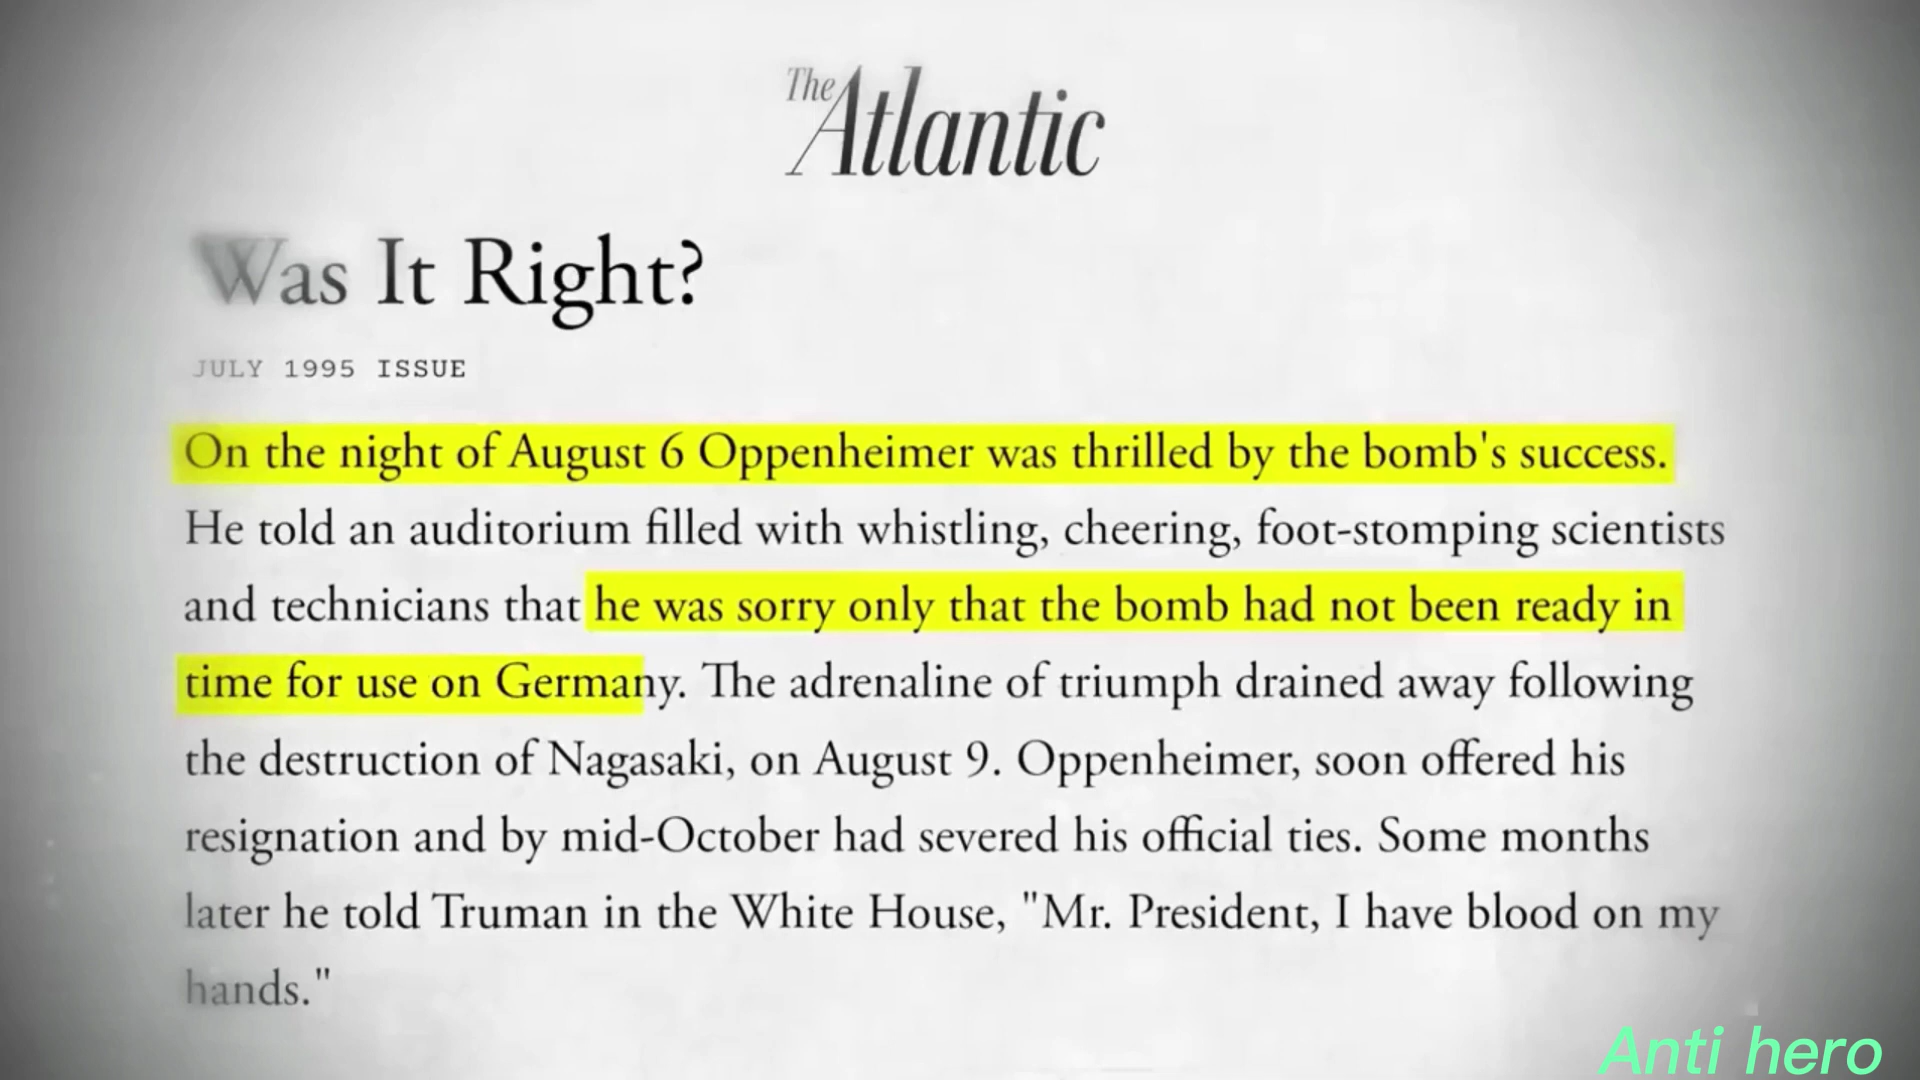 The Atlantic
Was It Right?
JULY 1995 ISSUE
On the night of August 6 Oppenheimer was thrilled by the bomb's success.
He told an auditorium filled with whistling, cheering, foot-stomping scientists
and technicians that he was sorry only that the bomb had not been ready in
time for use on Germany. The adrenaline of triumph drained away following
the destruction of Nagasaki, on August 9. Oppenheimer, soon offered his
resignation and by mid-October had severed his official ties. Some months
later he told Truman in the White House, "Mr. President, I have blood on my
hands."
Anti hero